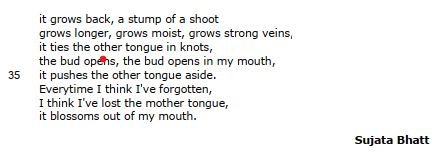 it grows back, a stump of a shoot
grows longer, grows moist, grows strong veins,
it ties the other tongue in knots,
the bud opens, the bud opens in my mouth,
35 it pushes the other tongue aside.
Everytime I think I've forgotten,
I think I've lost the mother tongue,
it blossoms out of my mouth.
Sujata Bhatt